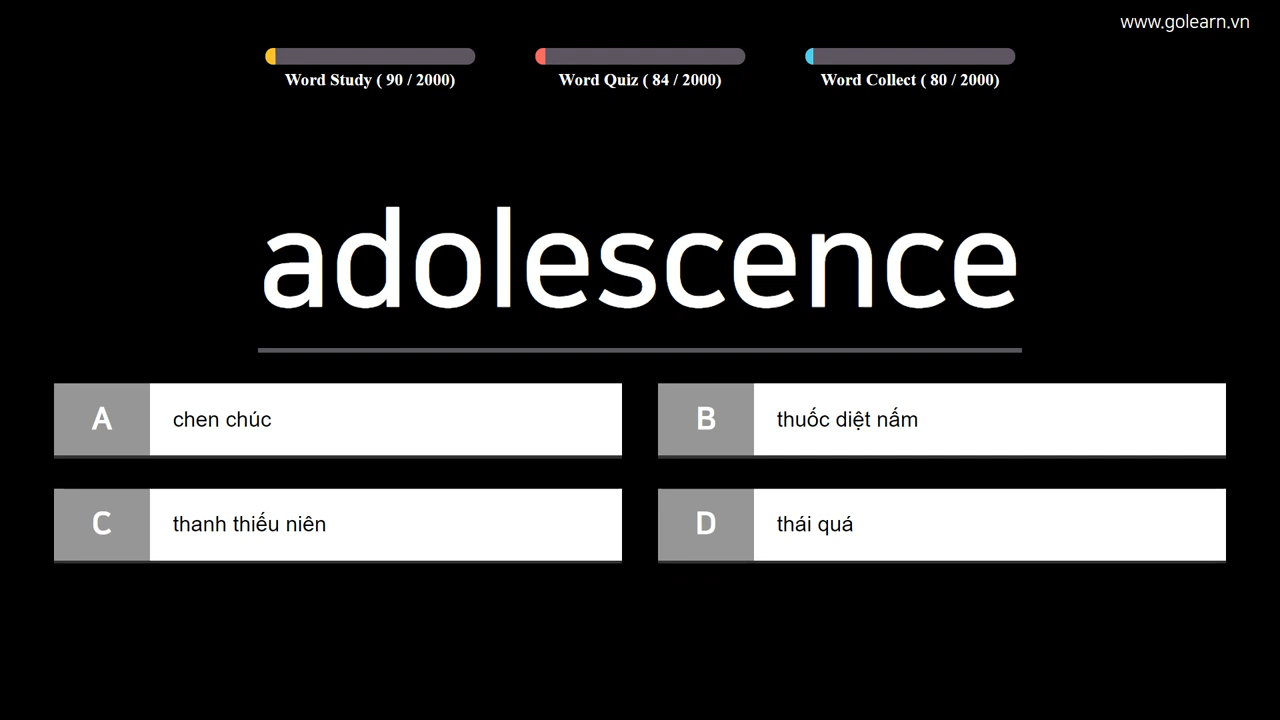 www.golearn.vn
Word Study ( 90 / 2000)
Word Quiz ( 84 / 2000)
Word Collect ( 80 / 2000)
adolescence
A chen chúc
B thuốc diệt nấm
C thanh thiếu niên
D thái quá